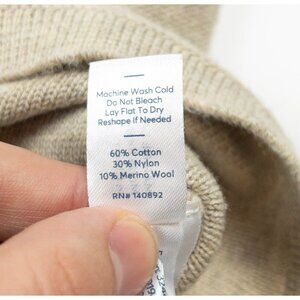 Machine Wash Cold
Do Not Bleach
Lay Flat To Dry
Reshape If Needed
60% Cotton
30% Nylon
10% Merino Wool
RN# 140892